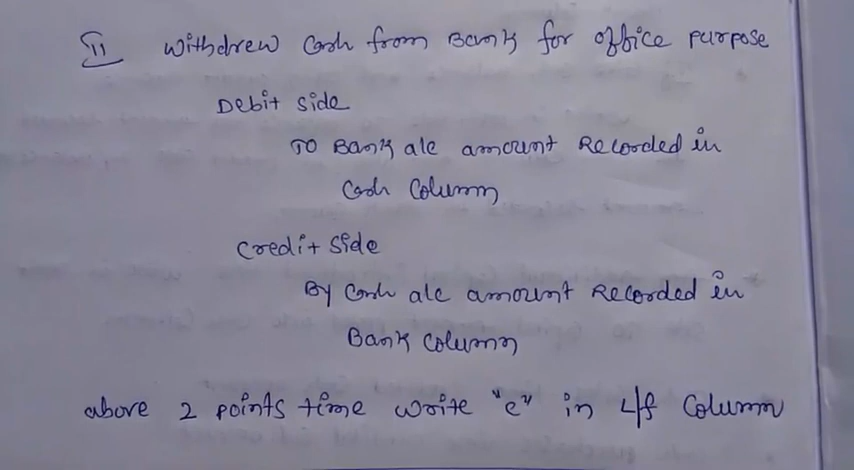 II withdrew Cash from Bank for office purpose
Debit side
TO Bank a/c amount Recorded in
Cash Column
Credit side
By Cash a/c amount Recorded in
Bank Column
above 2 points time write "c" in L/f Column